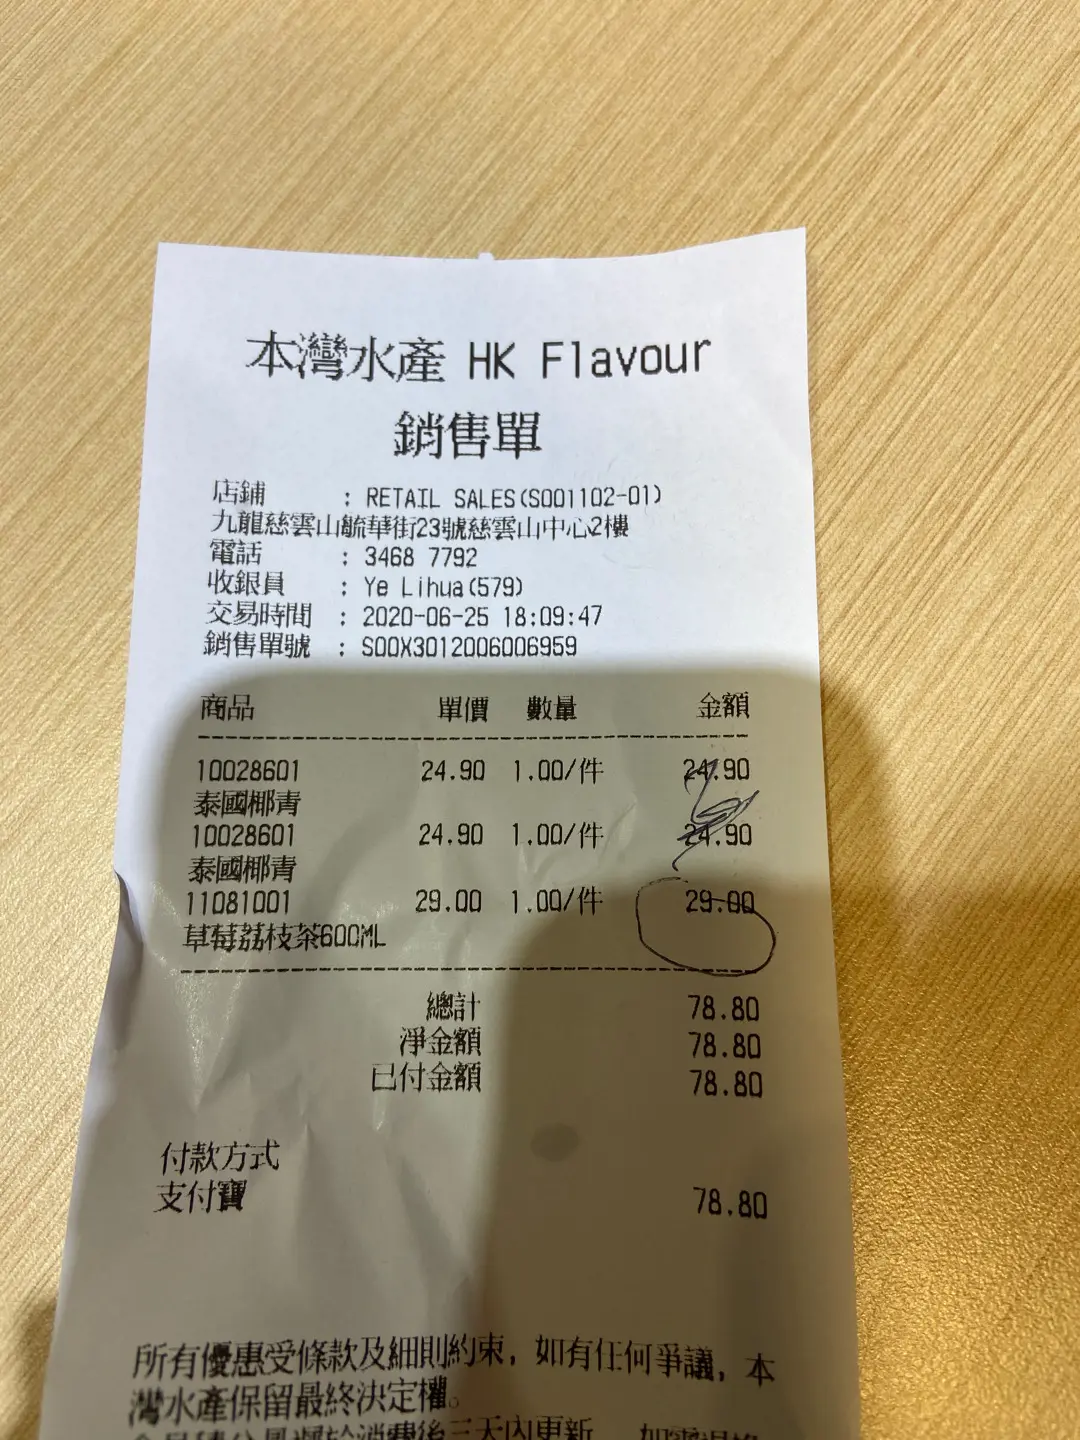 本灣水產 HK Flavour
銷售單
店鋪 : RETAIL SALES(S001102-01)
九龍慈雲山毓華街23號慈雲山中心2樓
電話 : 3468 7792
收銀員 : Ye Lihua(579)
交易時間 : 2020-06-25 18:09:47
銷售單號 : S00X3012006006959
商品 單價 數量 金額
10028601 24.90 1.00/件 24.90
泰國椰青
10028601 24.90 1.00/件 24.90
泰國椰青
11081001 29.00 1.00/件 29.00
草莓荔枝茶600ML
總計 78.80
淨金額 78.80
已付金額 78.80
付款方式
支付寶 78.80
所有優惠受條款及細則約束, 如有任何爭議, 本
灣水產保留最終決定權。
消費後三天內更新